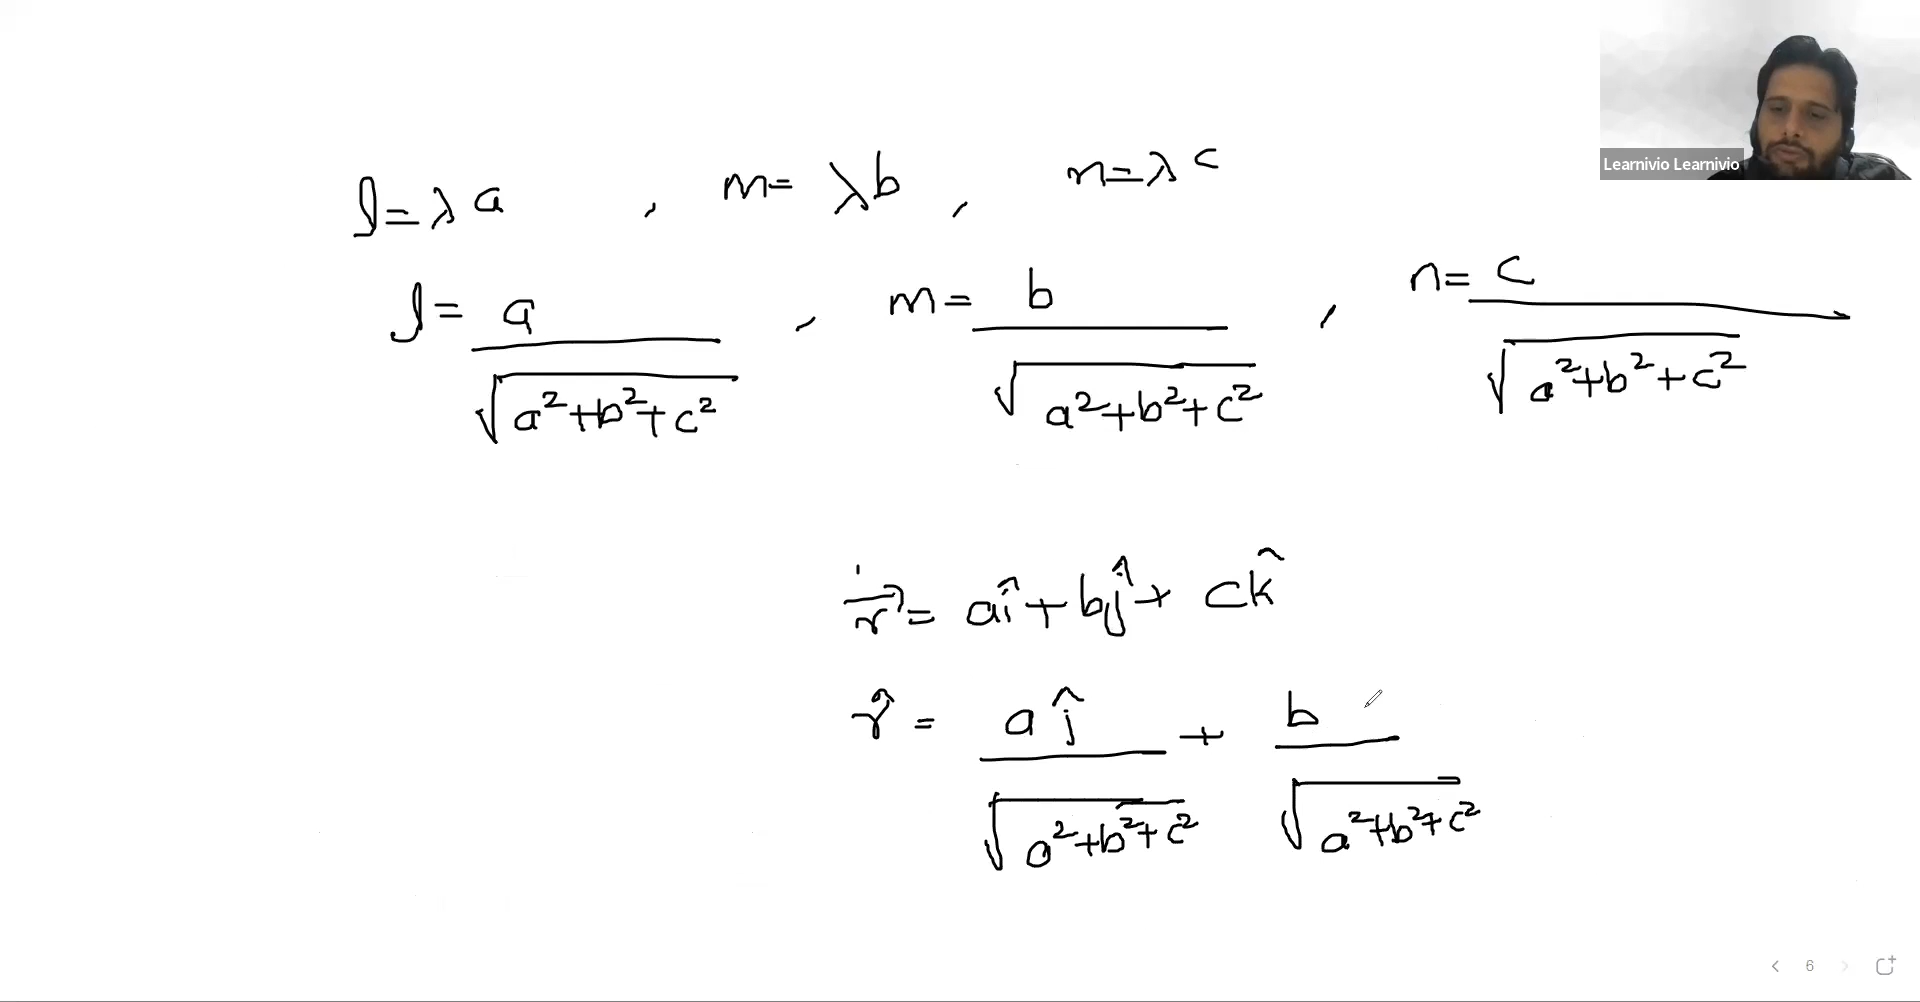 Learnivio Learnivio
l = λa , m = λb , n = λc
l = a/√(a²+b²+c²) , m = b/√(a²+b²+c²) , n = c/√(a²+b²+c²)
r⃗ = aî + bĵ + ck̂
r̂ = aĵ/√(a²+b²+c²) + b/√(a²+b²+c²)
6